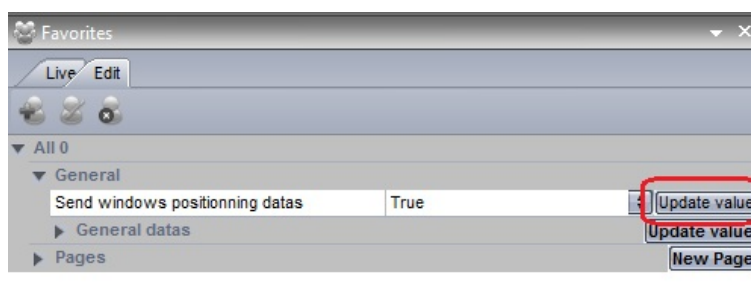 Favorites
Live Edit
All 0
General
Send windows positionning datas True Update value
General datas Update value
Pages New Page